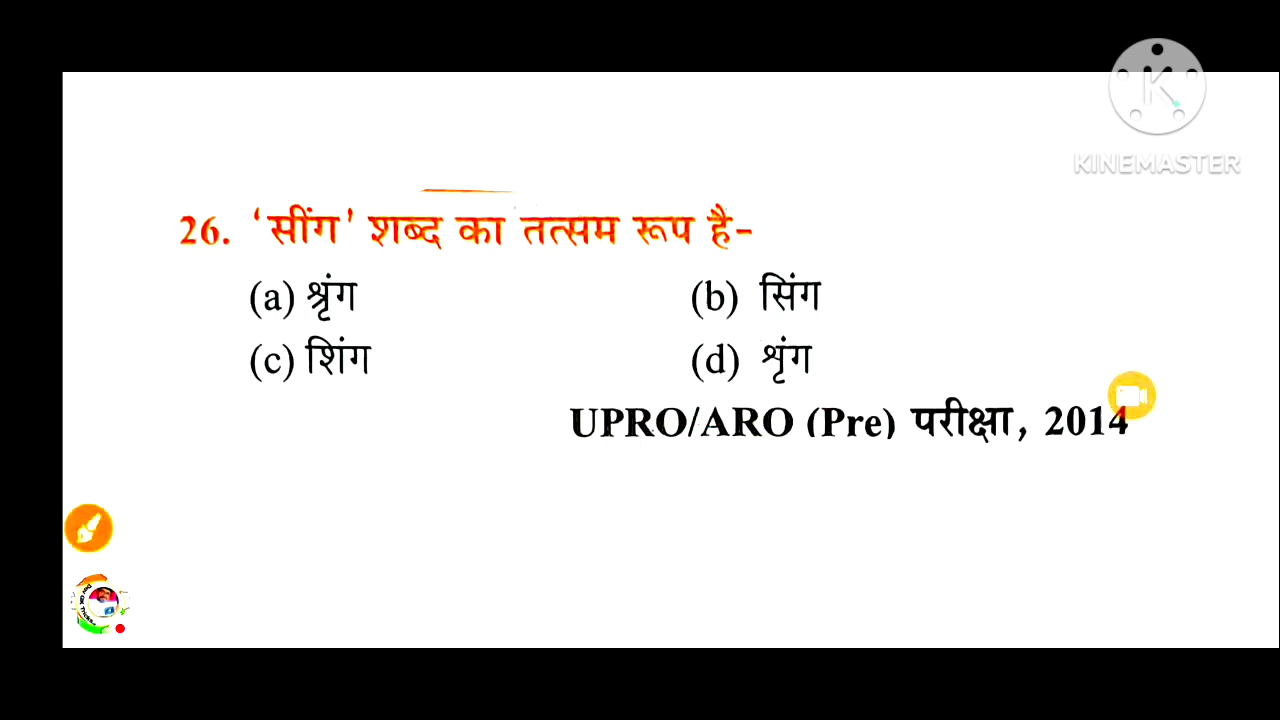 KINEMASTER
26. 'सींग' शब्द का तत्सम रूप है-
(a) श्रृंग (b) सिंग
(c) शिंग (d) शृंग
UPRO/ARO (Pre) परीक्षा, 2014